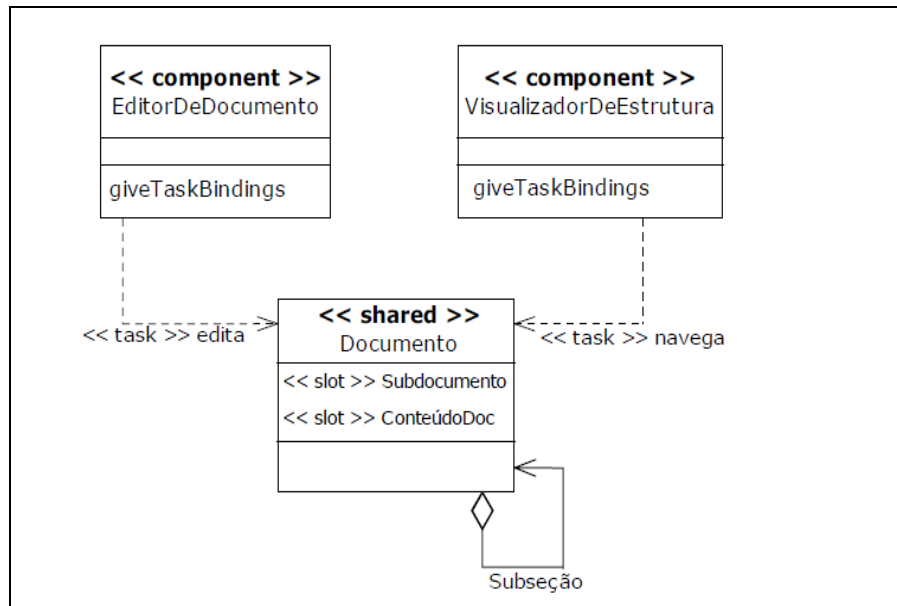 << component >>
EditorDeDocumento
giveTaskBindings
<< component >>
VisualizadorDeEstrutura
giveTaskBindings
<< task >> edita
<< shared >>
Documento
<< slot >> Subdocumento
<< slot >> ConteúdoDoc
<< task >> navega
Subseção